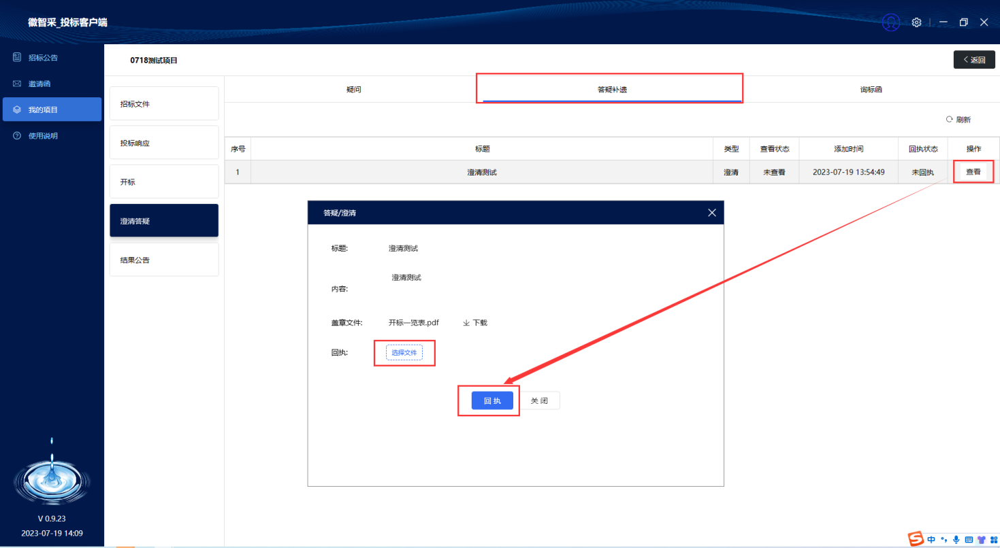 徽智采_投标客户端
招标公告
邀请函
我的项目
使用说明
V 0.9.23
2023-07-19 14:09
0718测试项目
返回
招标文件
投标响应
开标
澄清答疑
结果公告
疑问 答疑补遗 询标函
刷新
序号 标题 类型 查看状态 添加时间 回执状态 操作
1 澄清测试 澄清 未查看 2023-07-19 13:54:49 未回执 查看
答疑/澄清
标题: 澄清测试
内容: 澄清测试
盖章文件: 开标一览表.pdf 下载
回执: 选择文件
回 执 关 闭
S 中